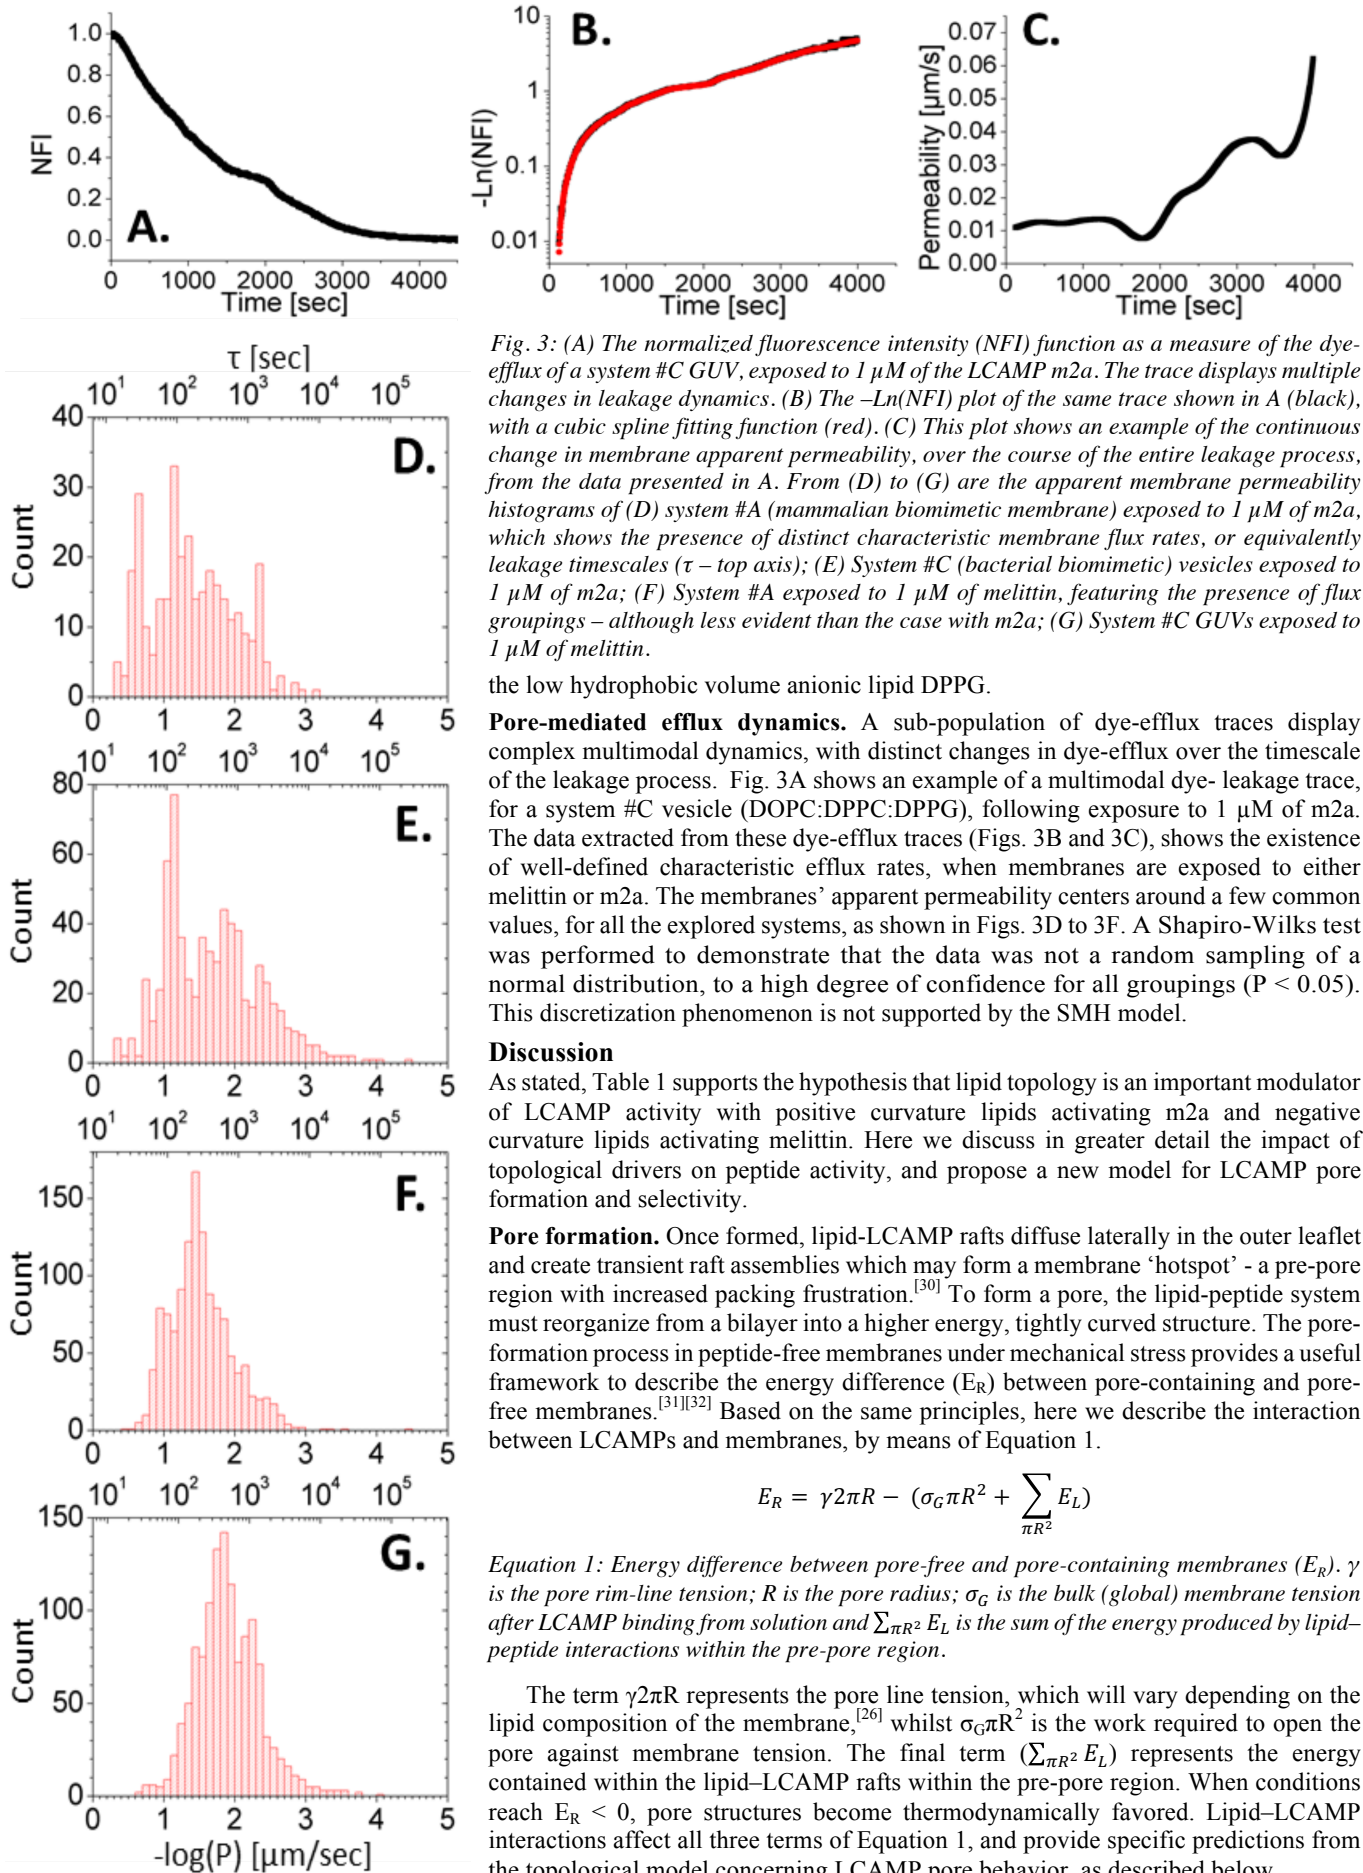 A.
NFI
1.0
0.8
0.6
0.4
0.2
0.0
0 1000 2000 3000 4000
Time [sec]
B.
-Ln(NFI)
10
1
0.1
0.01
0 1000 2000 3000 4000
Time [sec]
C.
Permeability [µm/s]
0.07
0.06
0.05
0.04
0.03
0.02
0.01
0.00
0 1000 2000 3000 4000
Time [sec]
τ [sec]
10¹ 10² 10³ 10⁴ 10⁵
D.
Count
40
30
20
10
0
0 1 2 3 4 5
10¹ 10² 10³ 10⁴ 10⁵
E.
Count
80
60
40
20
0
0 1 2 3 4 5
10¹ 10² 10³ 10⁴ 10⁵
F.
Count
150
100
50
0
0 1 2 3 4 5
10¹ 10² 10³ 10⁴ 10⁵
G.
Count
150
100
50
0
0 1 2 3 4 5
-log(P) [µm/sec]
Fig. 3: (A) The normalized fluorescence intensity (NFI) function as a measure of the dye-
efflux of a system #C GUV, exposed to 1 µM of the LCAMP m2a. The trace displays multiple
changes in leakage dynamics. (B) The –Ln(NFI) plot of the same trace shown in A (black),
with a cubic spline fitting function (red). (C) This plot shows an example of the continuous
change in membrane apparent permeability, over the course of the entire leakage process,
from the data presented in A. From (D) to (G) are the apparent membrane permeability
histograms of (D) system #A (mammalian biomimetic membrane) exposed to 1 µM of m2a,
which shows the presence of distinct characteristic membrane flux rates, or equivalently
leakage timescales (τ – top axis); (E) System #C (bacterial biomimetic) vesicles exposed to
1 µM of m2a; (F) System #A exposed to 1 µM of melittin, featuring the presence of flux
groupings – although less evident than the case with m2a; (G) System #C GUVs exposed to
1 µM of melittin.
the low hydrophobic volume anionic lipid DPPG.
Pore-mediated efflux dynamics. A sub-population of dye-efflux traces display
complex multimodal dynamics, with distinct changes in dye-efflux over the timescale
of the leakage process. Fig. 3A shows an example of a multimodal dye- leakage trace,
for a system #C vesicle (DOPC:DPPC:DPPG), following exposure to 1 µM of m2a.
The data extracted from these dye-efflux traces (Figs. 3B and 3C), shows the existence
of well-defined characteristic efflux rates, when membranes are exposed to either
melittin or m2a. The membranes' apparent permeability centers around a few common
values, for all the explored systems, as shown in Figs. 3D to 3F. A Shapiro-Wilks test
was performed to demonstrate that the data was not a random sampling of a
normal distribution, to a high degree of confidence for all groupings (P < 0.05).
This discretization phenomenon is not supported by the SMH model.
Discussion
As stated, Table 1 supports the hypothesis that lipid topology is an important modulator
of LCAMP activity with positive curvature lipids activating m2a and negative
curvature lipids activating melittin. Here we discuss in greater detail the impact of
topological drivers on peptide activity, and propose a new model for LCAMP pore
formation and selectivity.
Pore formation. Once formed, lipid-LCAMP rafts diffuse laterally in the outer leaflet
and create transient raft assemblies which may form a membrane 'hotspot' - a pre-pore
region with increased packing frustration.[30] To form a pore, the lipid-peptide system
must reorganize from a bilayer into a higher energy, tightly curved structure. The pore-
formation process in peptide-free membranes under mechanical stress provides a useful
framework to describe the energy difference (E_R) between pore-containing and pore-
free membranes.[31][32] Based on the same principles, here we describe the interaction
between LCAMPs and membranes, by means of Equation 1.
E_R = γ2πR − (σ_G πR² + ∑_{πR²} E_L)
Equation 1: Energy difference between pore-free and pore-containing membranes (E_R). γ
is the pore rim-line tension; R is the pore radius; σ_G is the bulk (global) membrane tension
after LCAMP binding from solution and ∑_{πR²} E_L is the sum of the energy produced by lipid–
peptide interactions within the pre-pore region.
The term γ2πR represents the pore line tension, which will vary depending on the
lipid composition of the membrane,[26] whilst σ_GπR² is the work required to open the
pore against membrane tension. The final term (∑_{πR²} E_L) represents the energy
contained within the lipid–LCAMP rafts within the pre-pore region. When conditions
reach E_R < 0, pore structures become thermodynamically favored. Lipid–LCAMP
interactions affect all three terms of Equation 1, and provide specific predictions from
the topological model concerning LCAMP pore behavior, as described below